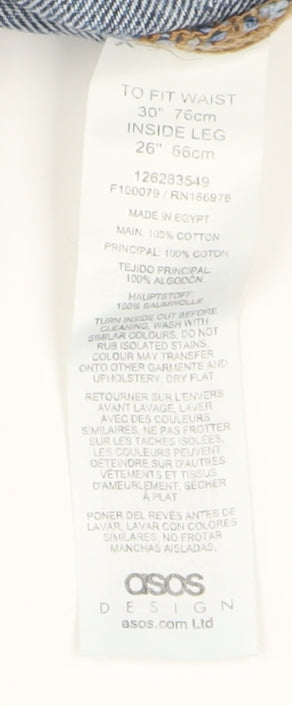 TO FIT WAIST
30" 76cm
INSIDE LEG
26" 66cm
126283549
F100079 / RN166978
MADE IN EGYPT
MAIN: 100% COTTON
PRINCIPAL: 100% COTON
TEJIDO PRINCIPAL:
100% ALGODÓN
HAUPTSTOFF:
100% BAUMWOLLE
TURN INSIDE OUT BEFORE
CLEANING, WASH WITH
SIMILAR COLOURS, DO NOT
RUB ISOLATED STAINS,
COLOUR MAY TRANSFER
ONTO OTHER GARMENTS AND
UPHOLSTERY, DRY FLAT
RETOURNER SUR L'ENVERS
AVANT LAVAGE, LAVER
AVEC DES COULEURS
SIMILAIRES, NE PAS FROTTER
SUR LES TACHES ISOLÉES,
LES COULEURS PEUVENT
DÉTEINDRE SUR D'AUTRES
VÊTEMENTS ET TISSUS
D'AMEUBLEMENT, SÉCHER
À PLAT
PONER DEL REVÉS ANTES DE
LAVAR, LAVAR CON COLORES
SIMILARES, NO FROTAR
MANCHAS AISLADAS,
asos
DESIGN
asos.com Ltd